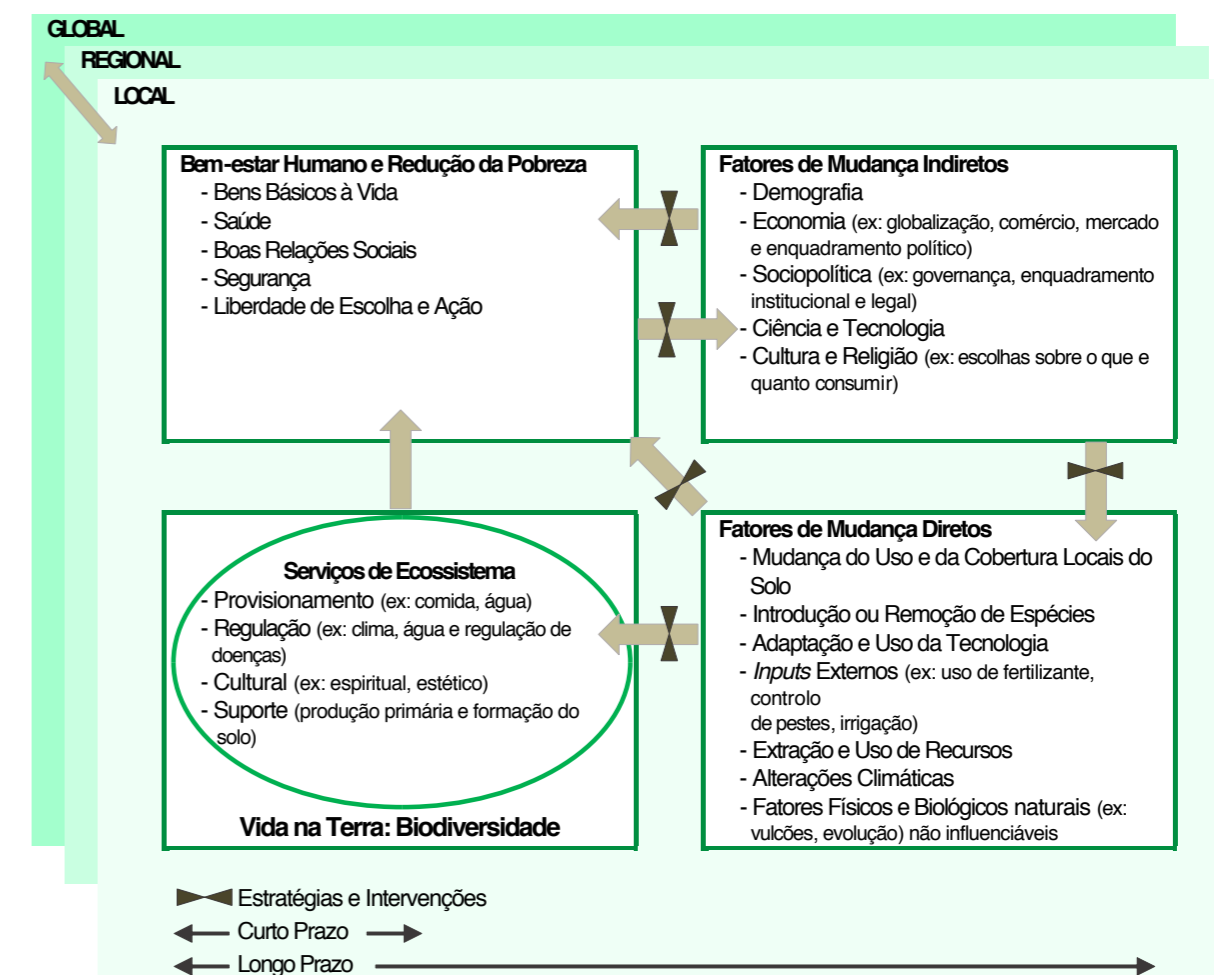 GLOBAL
REGIONAL
LOCAL
Bem-estar Humano e Redução da Pobreza
- Bens Básicos à Vida
- Saúde
- Boas Relações Sociais
- Segurança
- Liberdade de Escolha e Ação
Fatores de Mudança Indiretos
- Demografia
- Economia (ex: globalização, comércio, mercado
e enquadramento político)
- Sociopolítica (ex: governança, enquadramento
institucional e legal)
- Ciência e Tecnologia
- Cultura e Religião (ex: escolhas sobre o que e
quanto consumir)
Serviços de Ecossistema
- Provisionamento (ex: comida, água)
- Regulação (ex: clima, água e regulação de
doenças)
- Cultural (ex: espiritual, estético)
- Suporte (produção primária e formação do
solo)
Vida na Terra: Biodiversidade
Fatores de Mudança Diretos
- Mudança do Uso e da Cobertura Locais do
Solo
- Introdução ou Remoção de Espécies
- Adaptação e Uso da Tecnologia
- Inputs Externos (ex: uso de fertilizante,
controlo
de pestes, irrigação)
- Extração e Uso de Recursos
- Alterações Climáticas
- Fatores Físicos e Biológicos naturais (ex:
vulcões, evolução) não influenciáveis
Estratégias e Intervenções
Curto Prazo
Longo Prazo